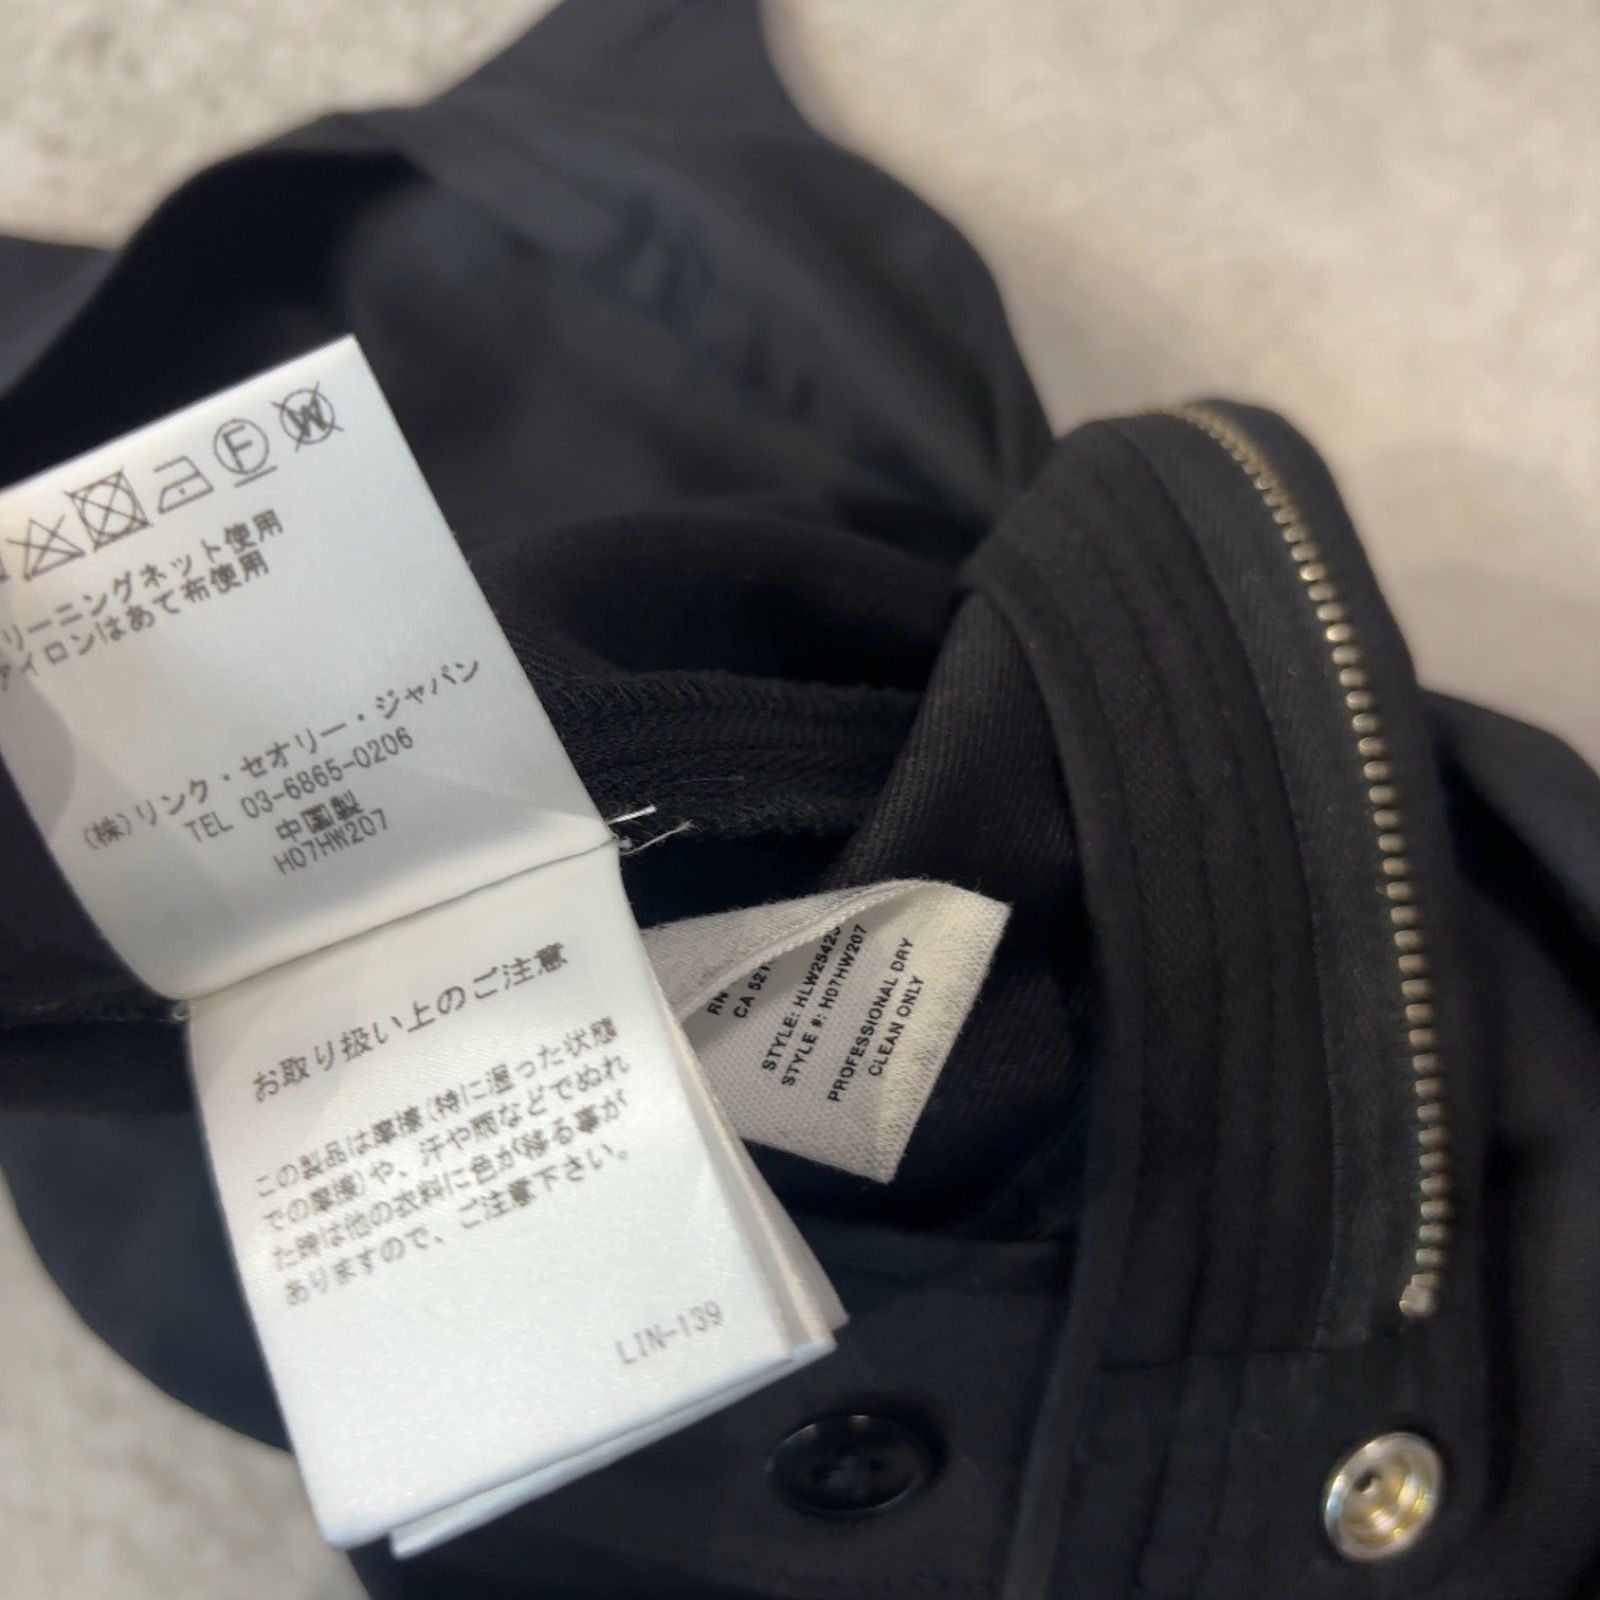 F
W
リーニングネット使用
アイロンはあて布使用
(株)リンク・セオリー・ジャパン
TEL 03-6865-0206
中国製
H07HW207
お取り扱い上のご注意
この製品は摩擦(特に湿った状態
での摩擦)や、汗や雨などでぬれ
た時は他の衣料に色が移る事が
ありますので、ご注意下さい。
LIN-139
RN
CA 521
STYLE: HLW25423
STYLE #: H07HW207
PROFESSIONAL DRY
CLEAN ONLY